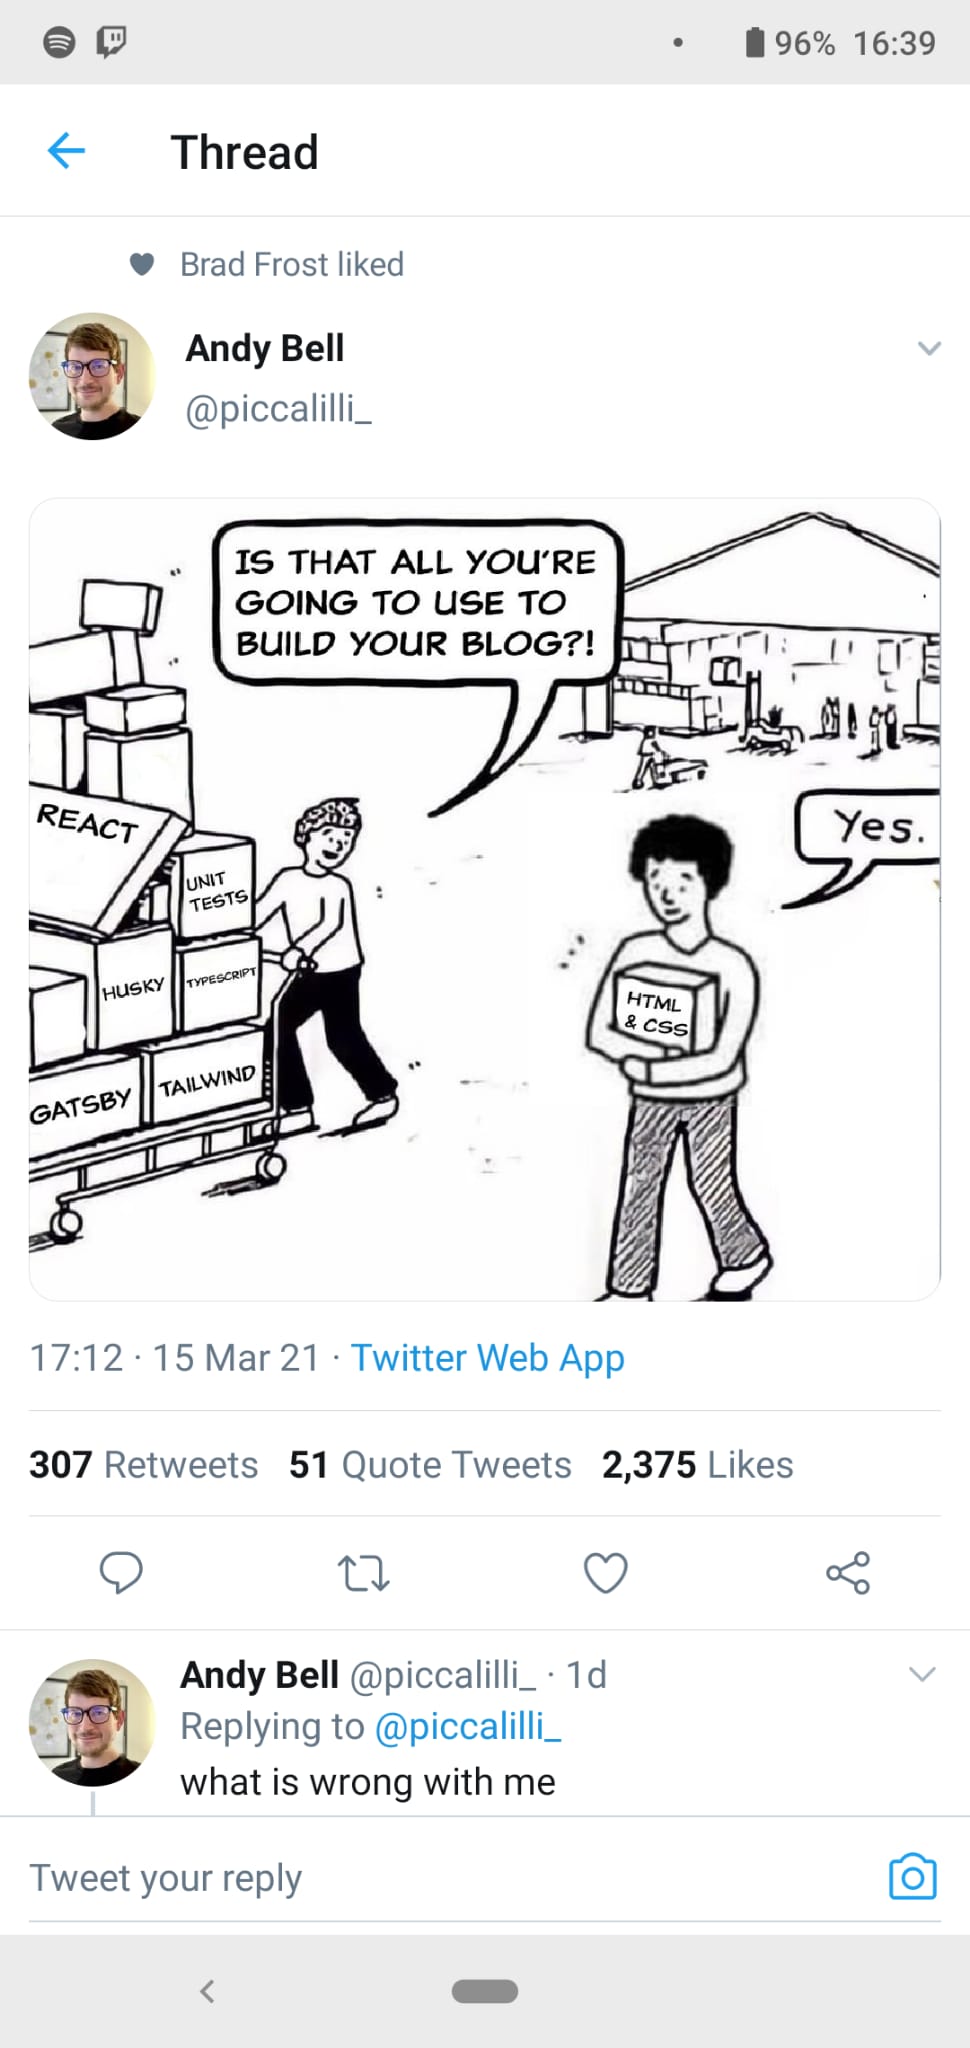 96% 16:39
Thread
Brad Frost liked
Andy Bell
@piccalilli_
IS THAT ALL YOU'RE
GOING TO USE TO
BUILD YOUR BLOG?!
Yes.
REACT
UNIT
TESTS
HUSKY
TYPESCRIPT
GATSBY
TAILWIND
HTML
& CSS
17:12 · 15 Mar 21 · Twitter Web App
307 Retweets 51 Quote Tweets 2,375 Likes
Andy Bell @piccalilli_ · 1d
Replying to @piccalilli_
what is wrong with me
Tweet your reply